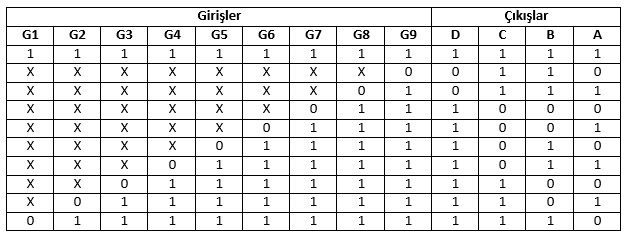 Girişler Çıkışlar
G1 G2 G3 G4 G5 G6 G7 G8 G9 D C B A
1 1 1 1 1 1 1 1 1 1 1 1 1
X X X X X X X X 0 0 1 1 0
X X X X X X X 0 1 0 1 1 1
X X X X X X 0 1 1 1 0 0 0
X X X X X 0 1 1 1 1 0 0 1
X X X X 0 1 1 1 1 1 0 1 0
X X X 0 1 1 1 1 1 1 0 1 1
X X 0 1 1 1 1 1 1 1 1 0 0
X 0 1 1 1 1 1 1 1 1 1 0 1
0 1 1 1 1 1 1 1 1 1 1 1 0